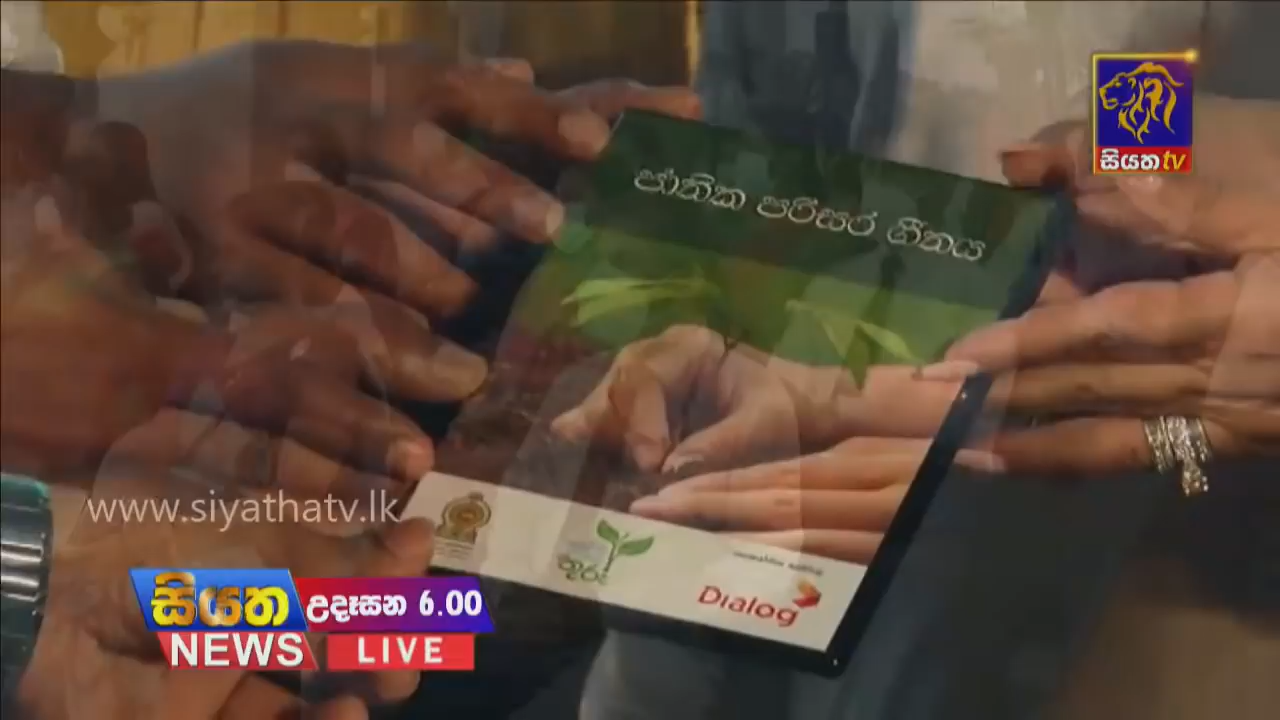 සියත tv
ජාතික පරිසර ගීතය
www.siyathatv.lk
තුරු
Dialog
සියත උදෑසන 6.00
NEWS LIVE